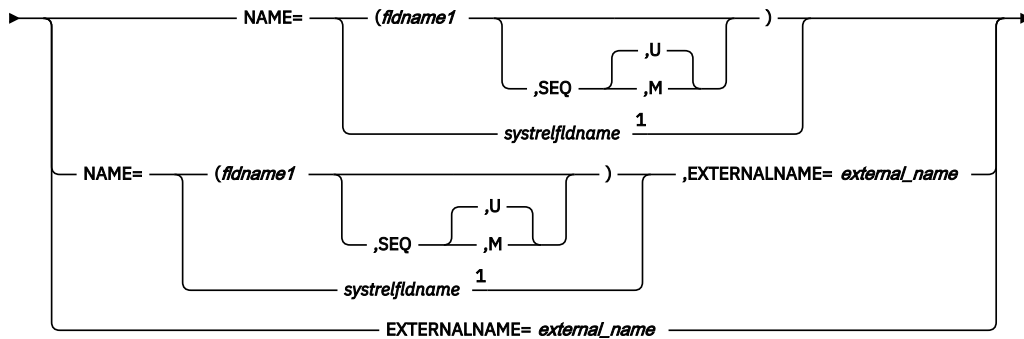 NAME= (fldname1 )
,U
,SEQ ,M
systrelfldname 1
NAME= (fldname1 ) ,EXTERNALNAME= external_name
,U
,SEQ ,M
systrelfldname 1
EXTERNALNAME= external_name